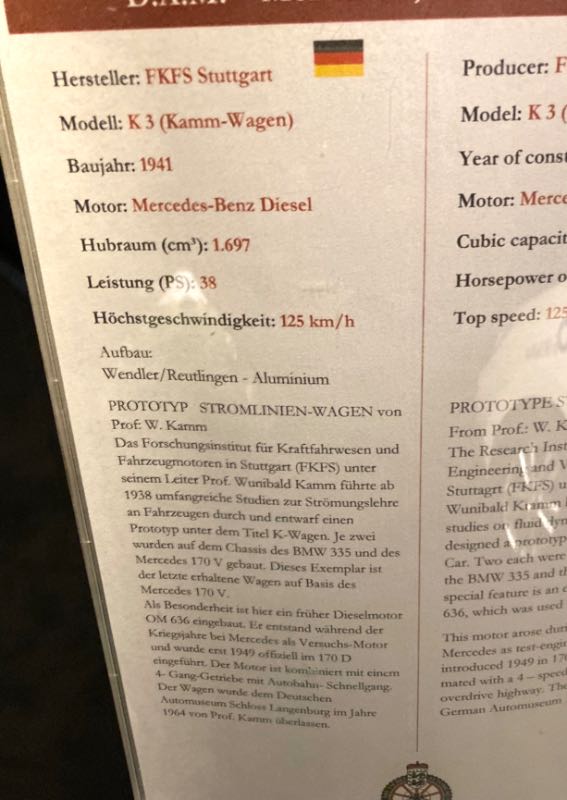 D.A.M.
Hersteller: FKFS Stuttgart
Modell: K 3 (Kamm-Wagen)
Baujahr: 1941
Motor: Mercedes-Benz Diesel
Hubraum (cm³): 1.697
Leistung (PS): 38
Höchstgeschwindigkeit: 125 km/h
Aufbau:
Wendler/Reutlingen - Aluminium
PROTOTYP STROMLINIEN-WAGEN von
Prof: W. Kamm
Das Forschungsinstitut für Kraftfahrwesen und
Fahrzeugmotoren in Stuttgart (FKFS) unter
seinem Leiter Prof. Wunibald Kamm führte ab
1938 umfangreiche Studien zur Strömungslehre
an Fahrzeugen durch und entwarf einen
Prototyp unter dem Titel K-Wagen. Je zwei
wurden auf dem Chassis des BMW 335 und des
Mercedes 170 V gebaut. Dieses Exemplar ist
der letzte erhaltene Wagen auf Basis des
Mercedes 170 V.
Als Besonderheit ist hier ein früher Dieselmotor
OM 636 eingebaut. Er entstand während der
Kriegsjahre bei Mercedes als Versuchs-Motor
und wurde erst 1949 offiziell im 170 D
eingeführt. Der Motor ist kombiniert mit einem
4- Gang-Getriebe mit Autobahn- Schnellgang.
Der Wagen wurde dem Deutschen
Automuseum Schloss Langenburg im Jahre
1964 von Prof. Kamm überlassen.
Producer: F
Model: K 3 (
Year of cons
Motor: Merce
Cubic capacit
Horsepower o
Top speed: 125
PROTOTYPE S
From Prof.: W. K
The Research Inst
Engineering and V
Stuttagrt (FKFS) u
Wunibald Kramm
studies on fluid dyn
designed a prototyp
Car. Two each were
the BMW 335 and th
special feature is an
636, which was used
This motor arose dur
Mercedes as test-engin
introduced 1949 in 170
mated with a 4 – speed
overdrive highway. The
German Automuseum